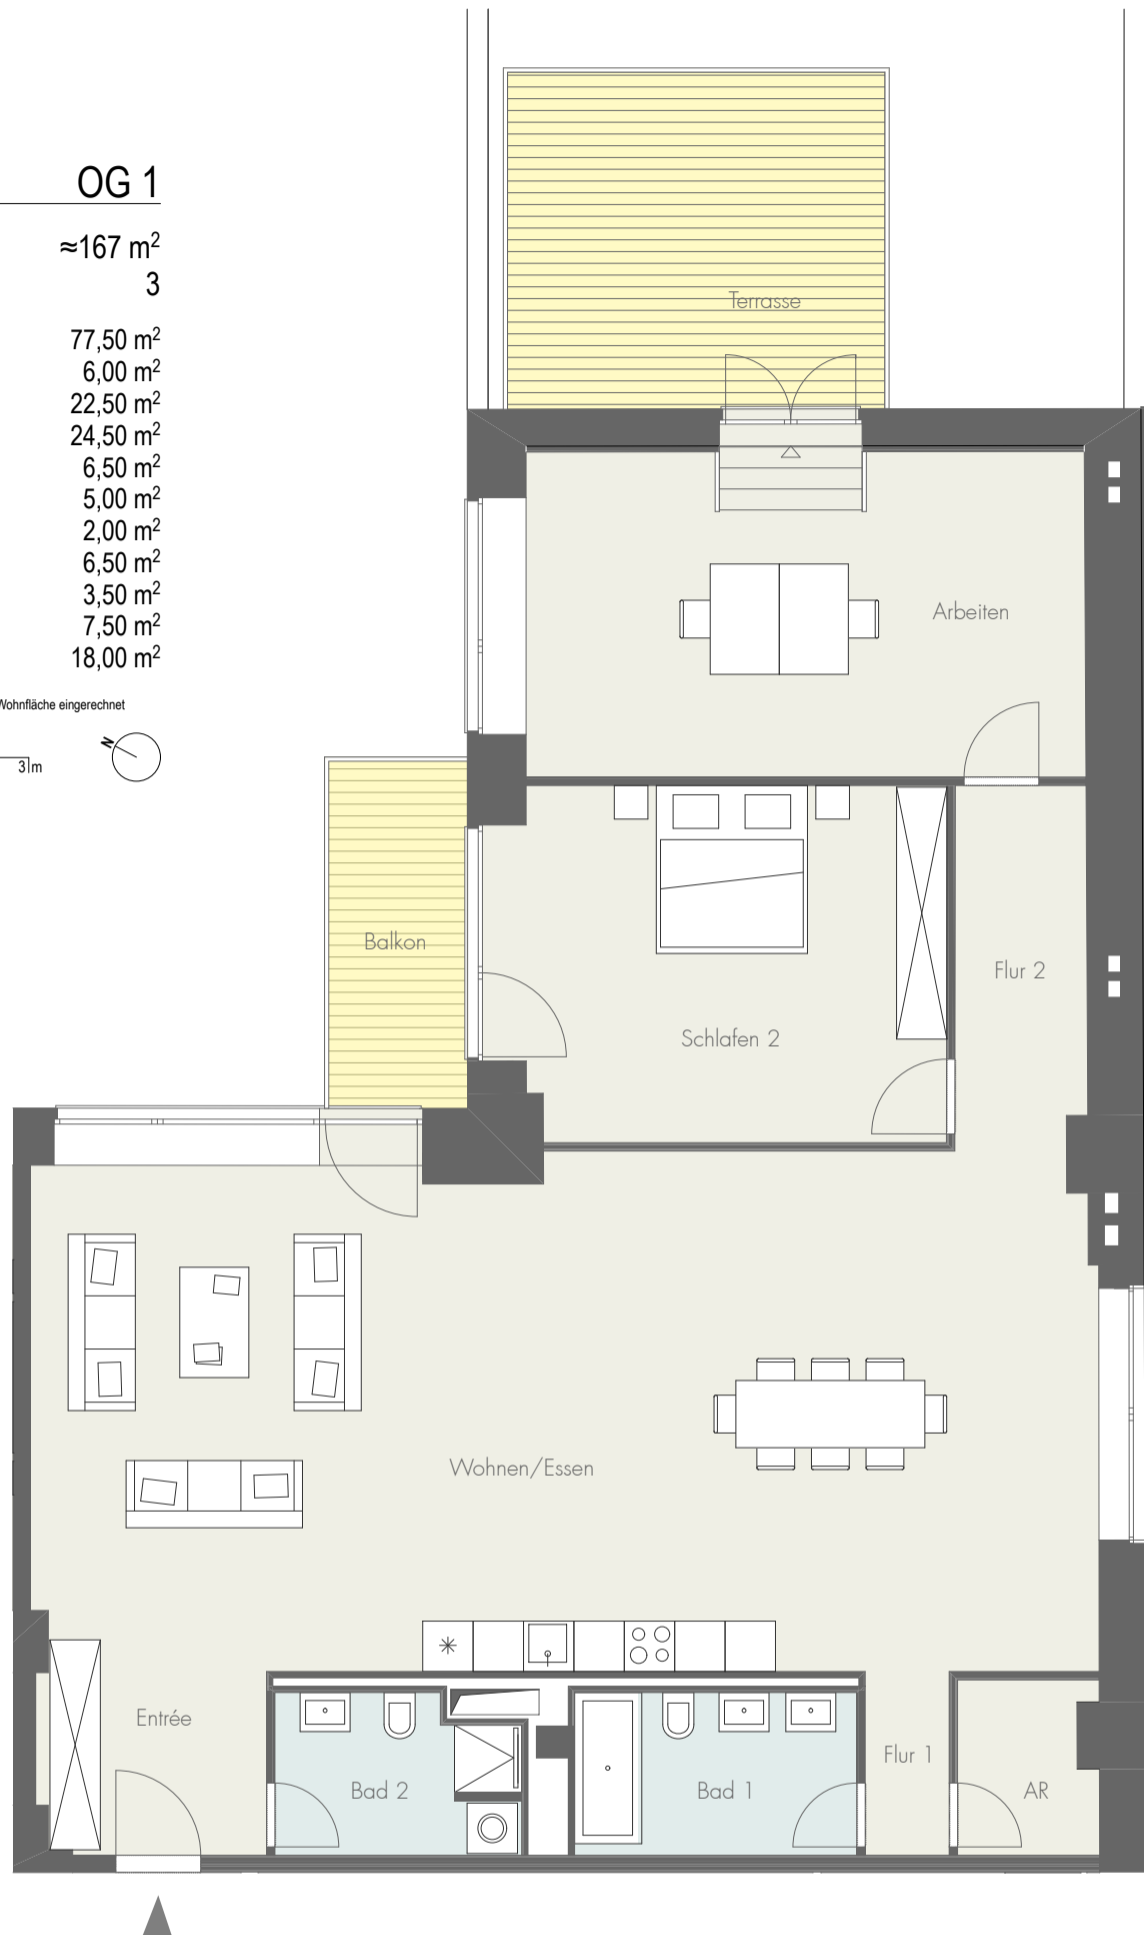 OG 1
≈167 m²
3
77,50 m²
6,00 m²
22,50 m²
24,50 m²
6,50 m²
5,00 m²
2,00 m²
6,50 m²
3,50 m²
7,50 m²
18,00 m²
Wohnfläche eingerechnet
3 m
N
Terrasse
Arbeiten
Balkon
Flur 2
Schlafen 2
Wohnen/Essen
Entrée
Bad 2
Bad 1
Flur 1
AR